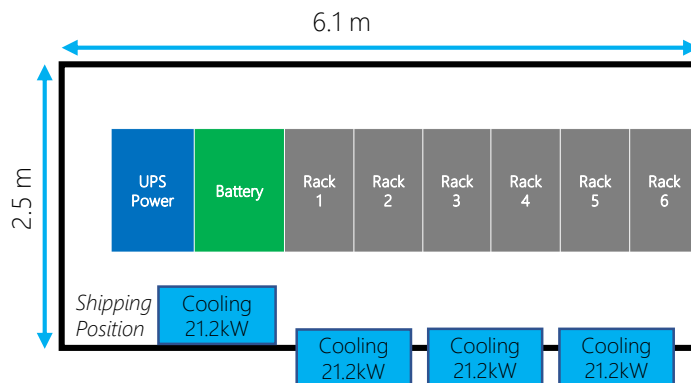 6.1 m
2.5 m
UPS
Power
Battery
Rack
1
Rack
2
Rack
3
Rack
4
Rack
5
Rack
6
Shipping
Position
Cooling
21.2kW
Cooling
21.2kW
Cooling
21.2kW
Cooling
21.2kW